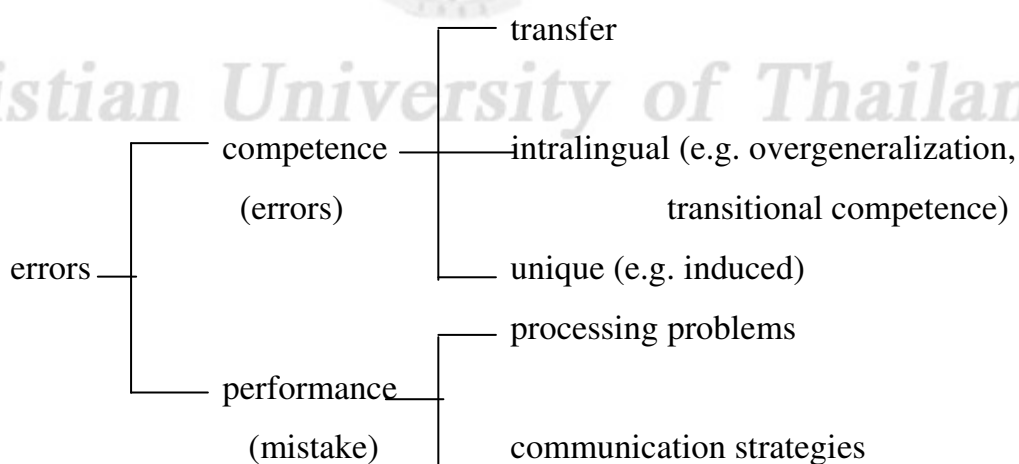 transfer
istian University of Thailan
competence
intralingual (e.g. overgeneralization,
(errors)
transitional competence)
errors
unique (e.g. induced)
processing problems
performance
(mistake)
communication strategies